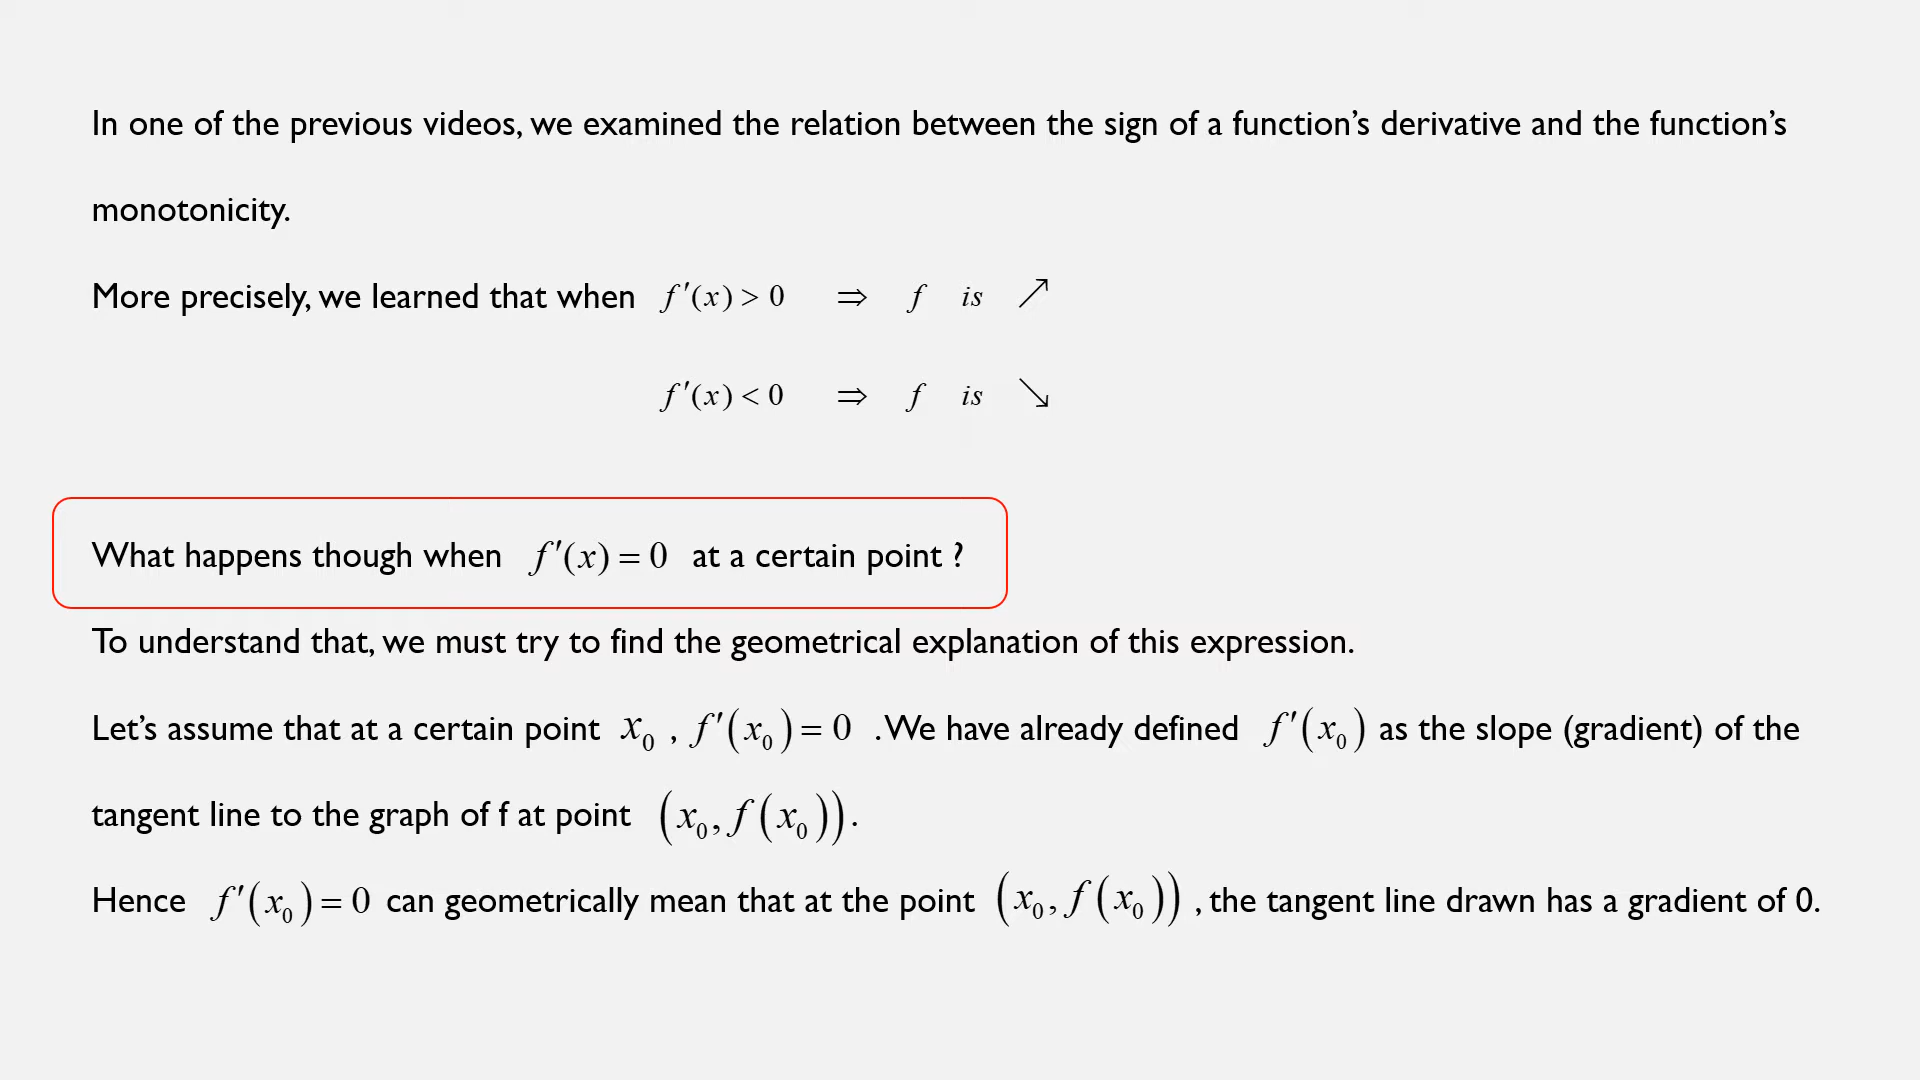 In one of the previous videos, we examined the relation between the sign of a function’s derivative and the function’s
monotonicity.
More precisely, we learned that when f′(x) > 0 ⇒ f is ↗
f′(x) < 0 ⇒ f is ↘
What happens though when f′(x) = 0 at a certain point ?
To understand that, we must try to find the geometrical explanation of this expression.
Let’s assume that at a certain point x₀ , f′(x₀) = 0 . We have already defined f′(x₀) as the slope (gradient) of the
tangent line to the graph of f at point (x₀, f(x₀)).
Hence f′(x₀) = 0 can geometrically mean that at the point (x₀, f(x₀)) , the tangent line drawn has a gradient of 0.